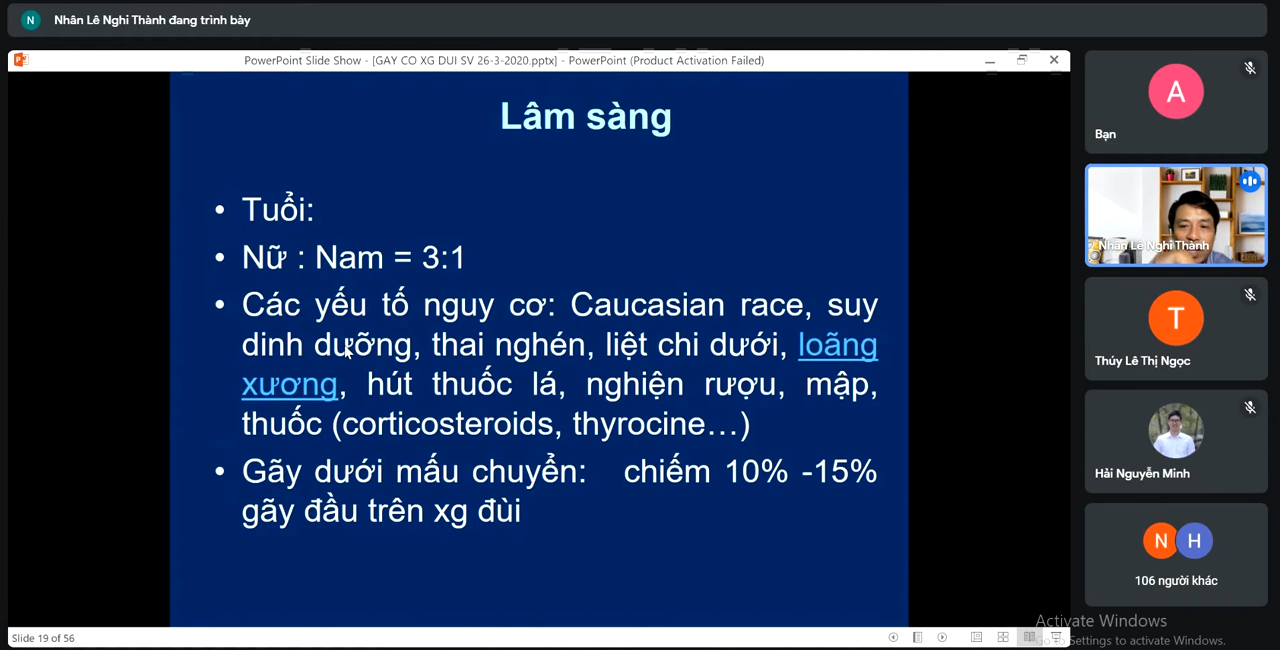 N
Nhân Lê Nghi Thành đang trình bày
PowerPoint Slide Show - [GAY CO XG DUI SV 26-3-2020.pptx] - PowerPoint (Product Activation Failed)
Lâm sàng
• Tuổi:
• Nữ : Nam = 3:1
• Các yếu tố nguy cơ: Caucasian race, suy
dinh dưỡng, thai nghén, liệt chi dưới, loãng
xương, hút thuốc lá, nghiện rượu, mập,
thuốc (corticosteroids, thyrocine…)
• Gãy dưới mấu chuyển: chiếm 10% -15%
gãy đầu trên xg đùi
Slide 19 of 56
A
Bạn
Nhân Lê Nghi Thành
T
Thúy Lê Thị Ngọc
Hải Nguyễn Minh
N H
106 người khác
Activate Windows
Go to Settings to activate Windows.